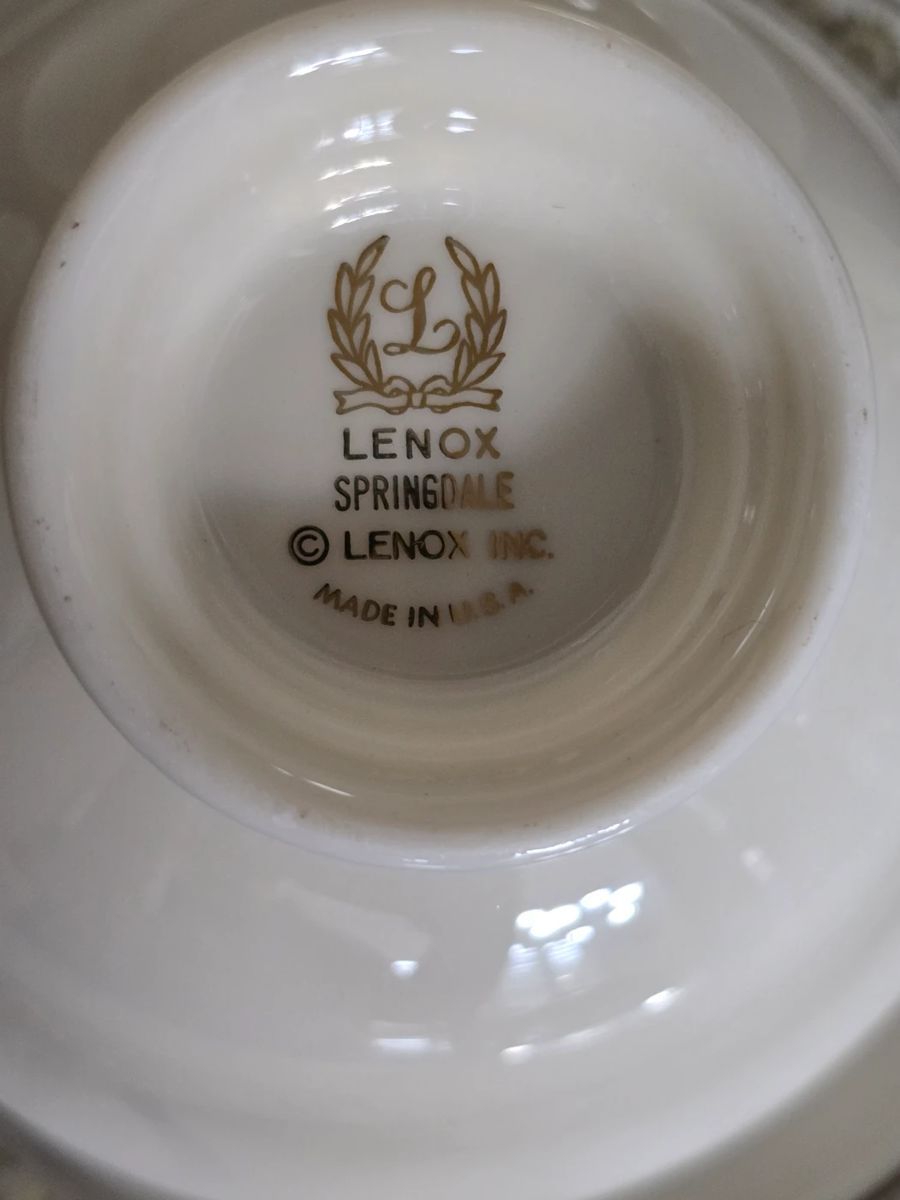 L
LENOX
SPRINGDALE
© LENOX INC.
MADE IN U.S.A.